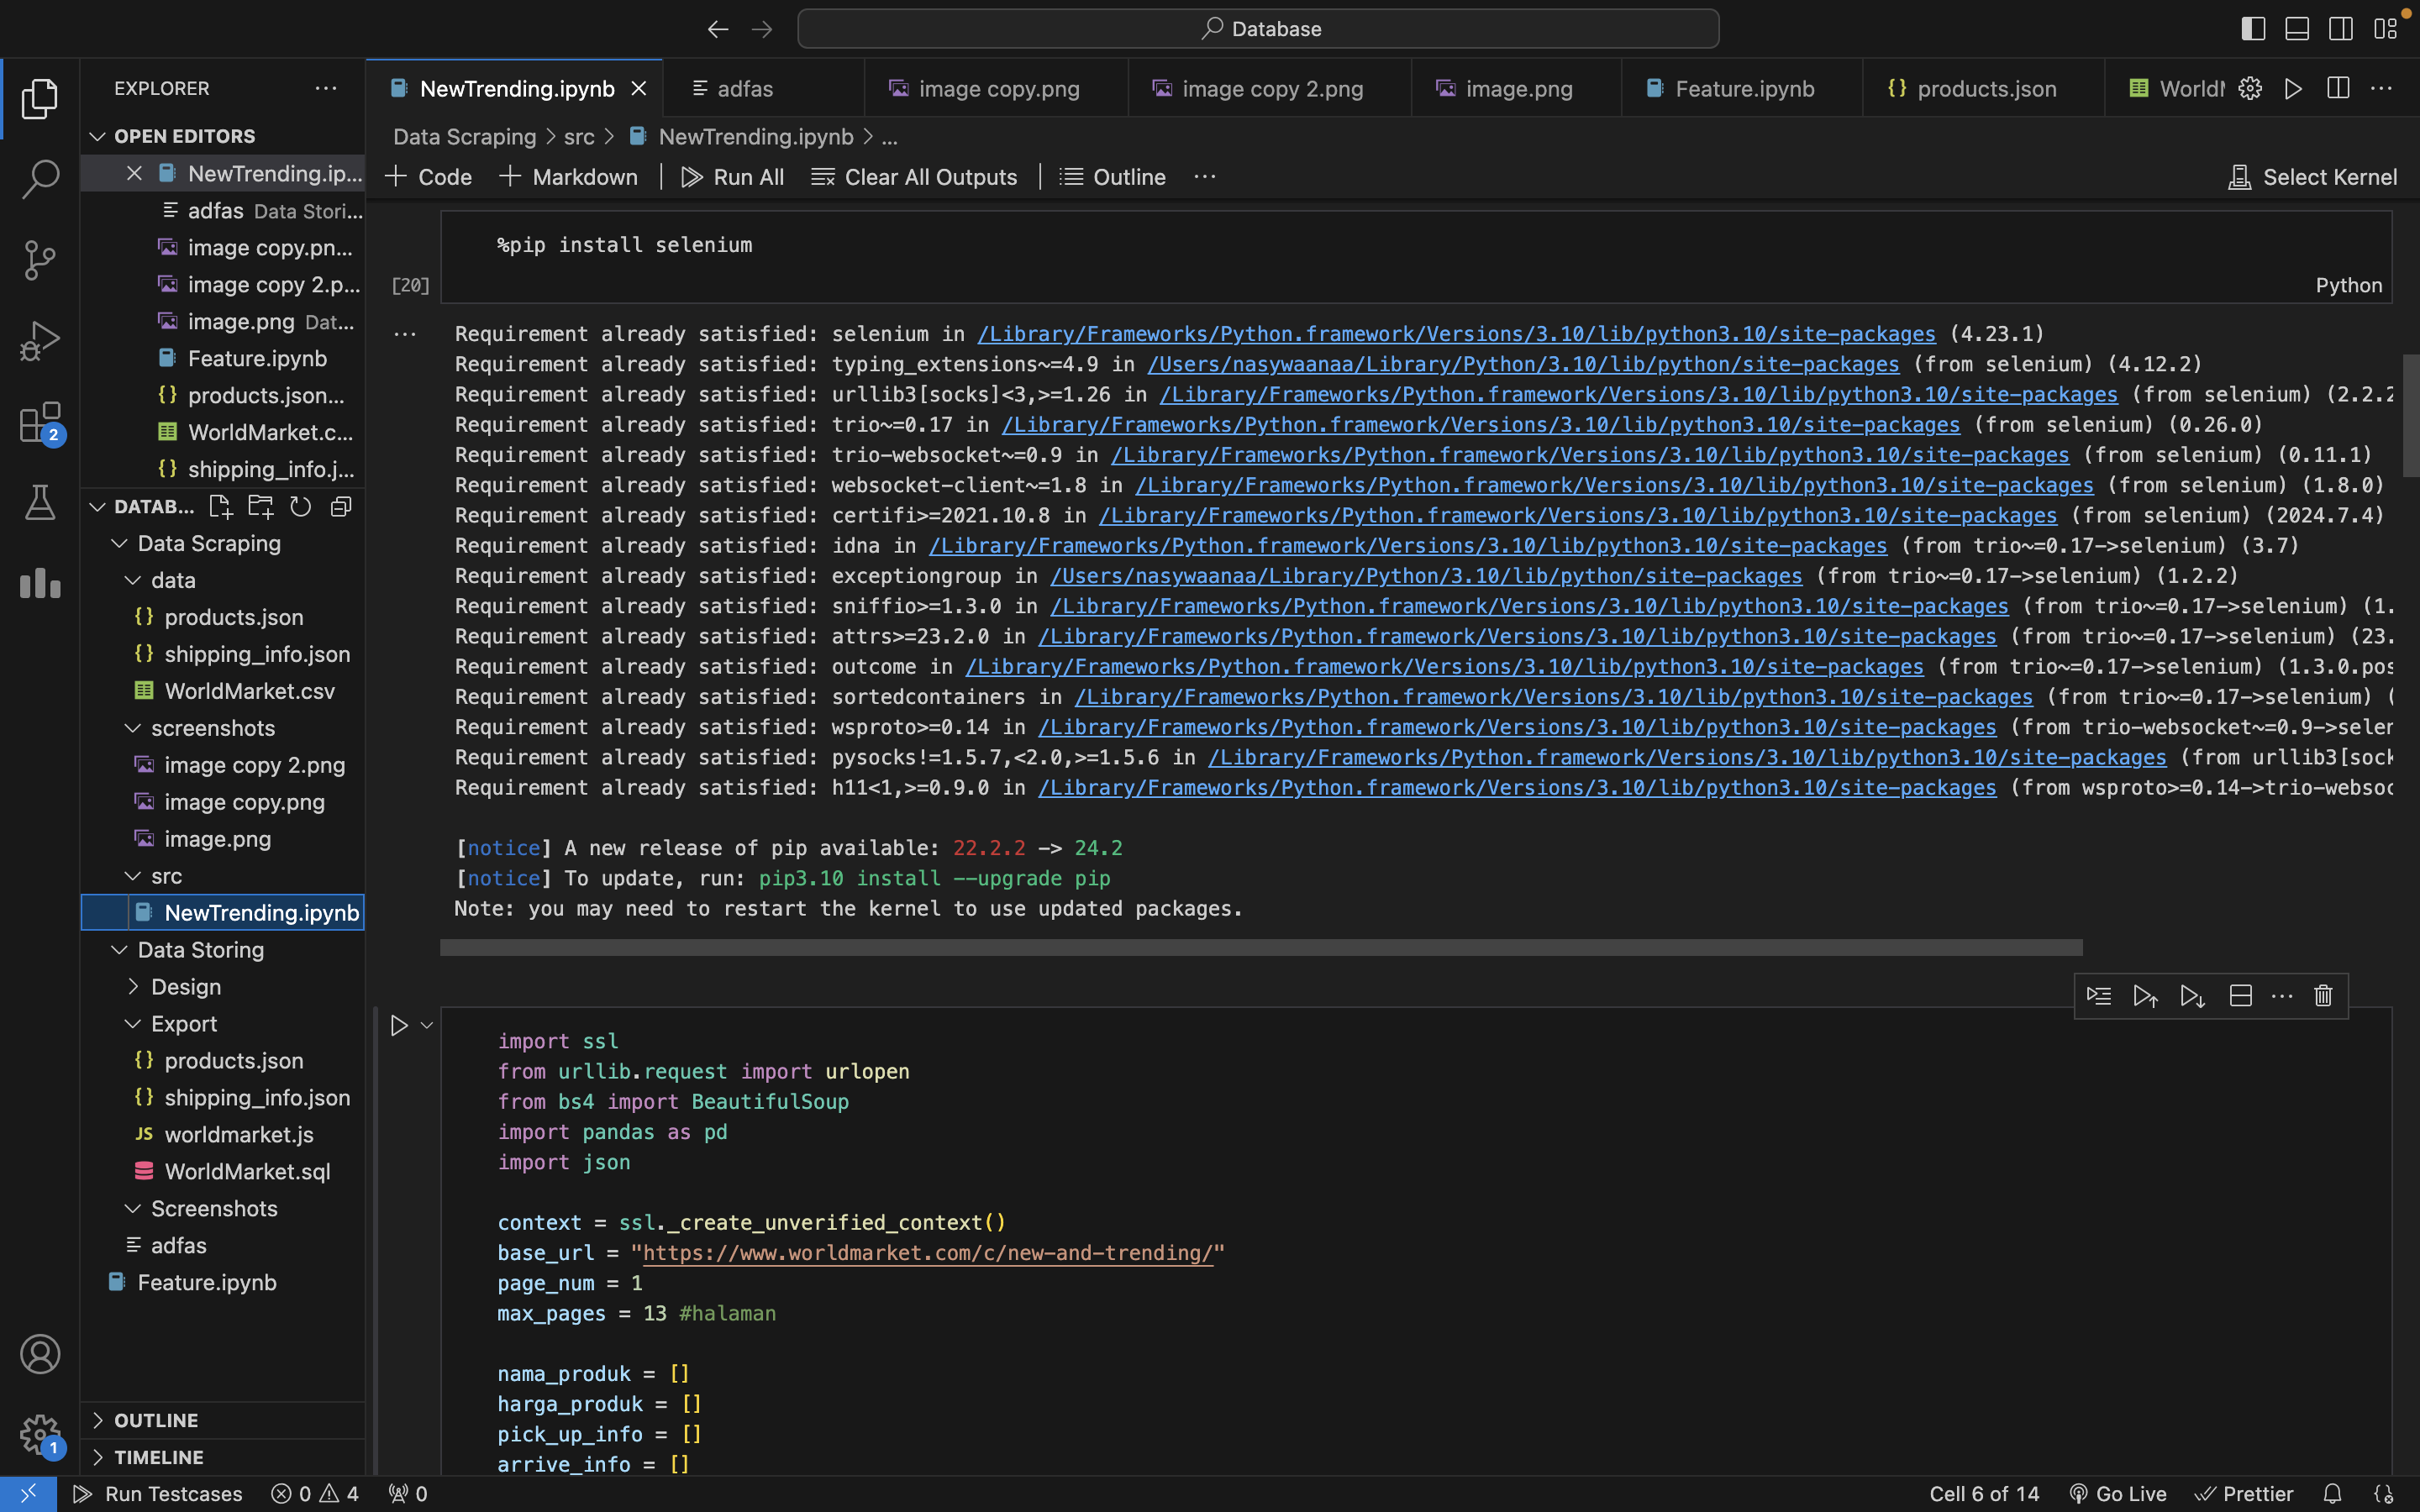 Database
EXPLORER
OPEN EDITORS
NewTrending.ip...
adfas Data Stori...
image copy.pn...
image copy 2.p...
image.png Dat...
Feature.ipynb
products.json...
WorldMarket.c...
shipping_info.j...
DATAB...
Data Scraping
data
products.json
shipping_info.json
WorldMarket.csv
screenshots
image copy 2.png
image copy.png
image.png
src
NewTrending.ipynb
Data Storing
Design
Export
products.json
shipping_info.json
JS worldmarket.js
WorldMarket.sql
Screenshots
adfas
Feature.ipynb
OUTLINE
TIMELINE
2
1
NewTrending.ipynb adfas image copy.png image copy 2.png image.png Feature.ipynb {} products.json WorldM
Data Scraping > src > NewTrending.ipynb > ...
+ Code + Markdown Run All Clear All Outputs Outline ... Select Kernel
%pip install selenium
[20]
Python
Requirement already satisfied: selenium in /Library/Frameworks/Python.framework/Versions/3.10/lib/python3.10/site-packages (4.23.1)
Requirement already satisfied: typing_extensions~=4.9 in /Users/nasywaanaa/Library/Python/3.10/lib/python/site-packages (from selenium) (4.12.2)
Requirement already satisfied: urllib3[socks]<3,>=1.26 in /Library/Frameworks/Python.framework/Versions/3.10/lib/python3.10/site-packages (from selenium) (2.2.2
Requirement already satisfied: trio~=0.17 in /Library/Frameworks/Python.framework/Versions/3.10/lib/python3.10/site-packages (from selenium) (0.26.0)
Requirement already satisfied: trio-websocket~=0.9 in /Library/Frameworks/Python.framework/Versions/3.10/lib/python3.10/site-packages (from selenium) (0.11.1)
Requirement already satisfied: websocket-client~=1.8 in /Library/Frameworks/Python.framework/Versions/3.10/lib/python3.10/site-packages (from selenium) (1.8.0)
Requirement already satisfied: certifi>=2021.10.8 in /Library/Frameworks/Python.framework/Versions/3.10/lib/python3.10/site-packages (from selenium) (2024.7.4)
Requirement already satisfied: idna in /Library/Frameworks/Python.framework/Versions/3.10/lib/python3.10/site-packages (from trio~=0.17->selenium) (3.7)
Requirement already satisfied: exceptiongroup in /Users/nasywaanaa/Library/Python/3.10/lib/python/site-packages (from trio~=0.17->selenium) (1.2.2)
Requirement already satisfied: sniffio>=1.3.0 in /Library/Frameworks/Python.framework/Versions/3.10/lib/python3.10/site-packages (from trio~=0.17->selenium) (1.
Requirement already satisfied: attrs>=23.2.0 in /Library/Frameworks/Python.framework/Versions/3.10/lib/python3.10/site-packages (from trio~=0.17->selenium) (23.
Requirement already satisfied: outcome in /Library/Frameworks/Python.framework/Versions/3.10/lib/python3.10/site-packages (from trio~=0.17->selenium) (1.3.0.pos
Requirement already satisfied: sortedcontainers in /Library/Frameworks/Python.framework/Versions/3.10/lib/python3.10/site-packages (from trio~=0.17->selenium) (
Requirement already satisfied: wsproto>=0.14 in /Library/Frameworks/Python.framework/Versions/3.10/lib/python3.10/site-packages (from trio-websocket~=0.9->selen
Requirement already satisfied: pysocks!=1.5.7,<2.0,>=1.5.6 in /Library/Frameworks/Python.framework/Versions/3.10/lib/python3.10/site-packages (from urllib3[sock
Requirement already satisfied: h11<1,>=0.9.0 in /Library/Frameworks/Python.framework/Versions/3.10/lib/python3.10/site-packages (from wsproto>=0.14->trio-websoc
[notice] A new release of pip available: 22.2.2 -> 24.2
[notice] To update, run: pip3.10 install --upgrade pip
Note: you may need to restart the kernel to use updated packages.
import ssl
from urllib.request import urlopen
from bs4 import BeautifulSoup
import pandas as pd
import json
context = ssl._create_unverified_context()
base_url = "https://www.worldmarket.com/c/new-and-trending/"
page_num = 1
max_pages = 13 #halaman
nama_produk = []
harga_produk = []
pick_up_info = []
arrive_info = []
Run Testcases 0 4 0 Cell 6 of 14 Go Live Prettier